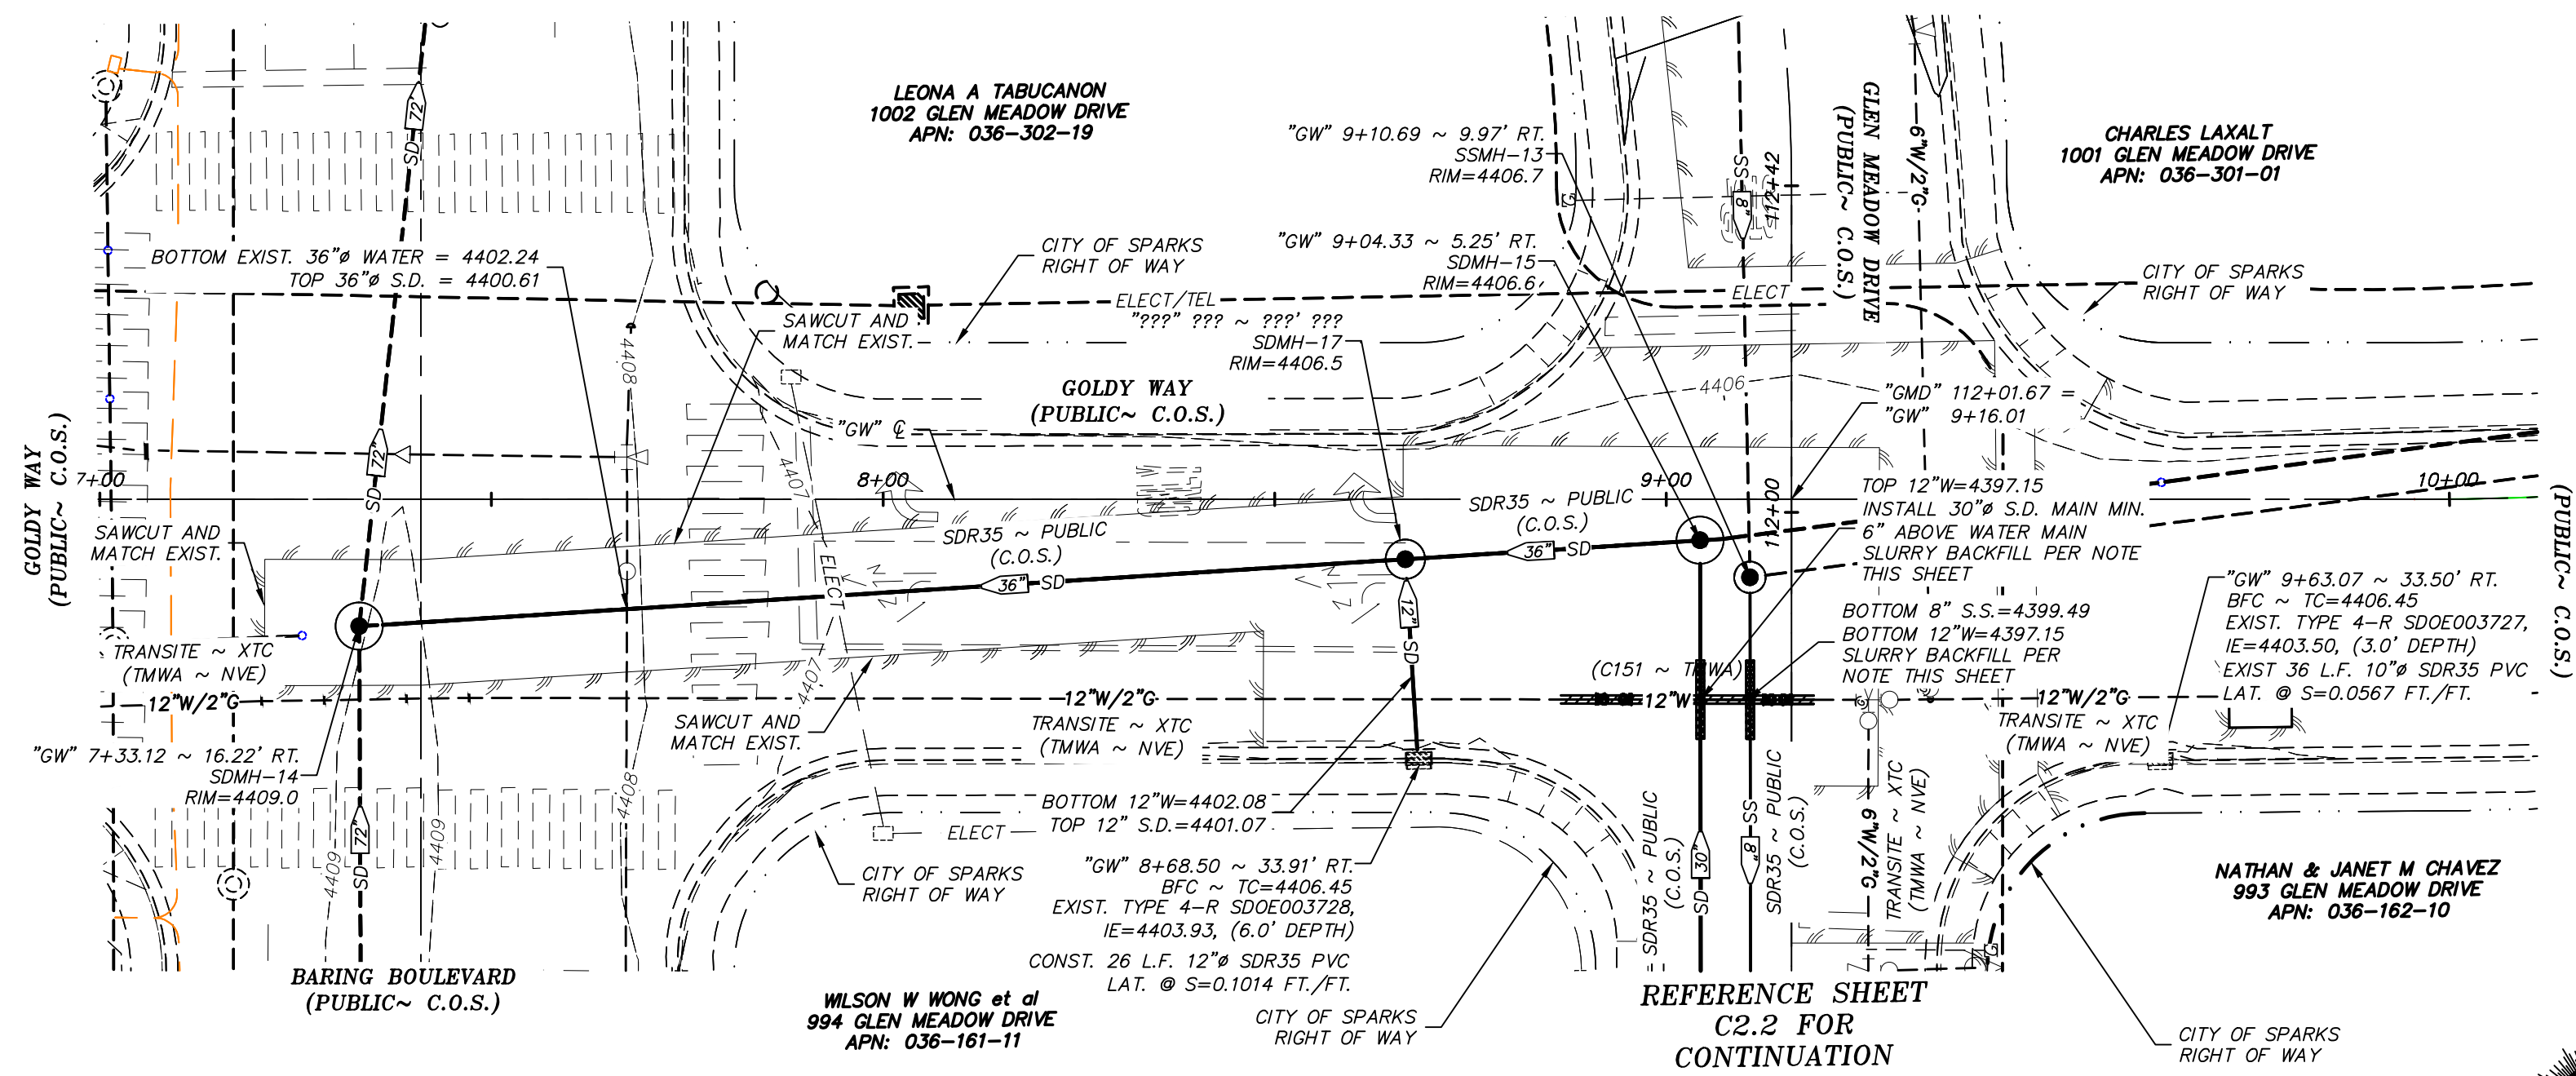 LEONA A TABUCANON
1002 GLEN MEADOW DRIVE
APN: 036-302-19
"GW" 9+10.69 ~ 9.97' RT.
SSMH-13
RIM=4406.7
CHARLES LAXALT
1001 GLEN MEADOW DRIVE
APN: 036-301-01
GLEN MEADOW DRIVE
(PUBLIC~ C.O.S.)
6"W/2"G
SS
8"
112+42
72"
SD
BOTTOM EXIST. 36"ø WATER = 4402.24
TOP 36"ø S.D. = 4400.61
CITY OF SPARKS
RIGHT OF WAY
"GW" 9+04.33 ~ 5.25' RT.
SDMH-15
RIM=4406.6
CITY OF SPARKS
RIGHT OF WAY
ELECT/TEL
ELECT
"???" ??? ~ ???' ???
SDMH-17
RIM=4406.5
SAWCUT AND
MATCH EXIST.
4408
GOLDY WAY
(PUBLIC~ C.O.S.)
4406
"GMD" 112+01.67 =
"GW" 9+16.01
"GW" ℄
GOLDY WAY
(PUBLIC~ C.O.S.)
7+00
72"
SD
4407
8+00
9+00
10+00
112+00
(PUBLIC~ C.O.S.)
SDR35 ~ PUBLIC
(C.O.S.)
SDR35 ~ PUBLIC
(C.O.S.)
TOP 12"W=4397.15
INSTALL 30"ø S.D. MAIN MIN.
6" ABOVE WATER MAIN
SLURRY BACKFILL PER NOTE
THIS SHEET
SAWCUT AND
MATCH EXIST.
36" SD
36" SD
ELECT
12"
SD
"GW" 9+63.07 ~ 33.50' RT.
BFC ~ TC=4406.45
EXIST. TYPE 4-R SDOE003727,
IE=4403.50, (3.0' DEPTH)
EXIST 36 L.F. 10"ø SDR35 PVC
LAT. @ S=0.0567 FT./FT.
BOTTOM 8" S.S.=4399.49
BOTTOM 12"W=4397.15
SLURRY BACKFILL PER
NOTE THIS SHEET
TRANSITE ~ XTC
(TMWA ~ NVE)
12"W/2"G
4407
12"W/2"G
TRANSITE ~ XTC
(TMWA ~ NVE)
12"W
12"W/2"G
TRANSITE ~ XTC
(TMWA ~ NVE)
SAWCUT AND
MATCH EXIST.
"GW" 7+33.12 ~ 16.22' RT.
SDMH-14
RIM=4409.0
72"
SD
4409
4409
4408
BOTTOM 12"W=4402.08
TOP 12" S.D.=4401.07
ELECT
CITY OF SPARKS
RIGHT OF WAY
"GW" 8+68.50 ~ 33.91' RT.
BFC ~ TC=4406.45
EXIST. TYPE 4-R SDOE003728,
IE=4403.93, (6.0' DEPTH)
CONST. 26 L.F. 12"ø SDR35 PVC
LAT. @ S=0.1014 FT./FT.
SDR35 ~ PUBLIC
(C.O.S.)
30"
SD
SS
8"
SDR35 ~ PUBLIC
(C.O.S.)
6"W/2"G
TRANSITE ~ XTC
(TMWA ~ NVE)
NATHAN & JANET M CHAVEZ
993 GLEN MEADOW DRIVE
APN: 036-162-10
BARING BOULEVARD
(PUBLIC~ C.O.S.)
WILSON W WONG et al
994 GLEN MEADOW DRIVE
APN: 036-161-11
CITY OF SPARKS
RIGHT OF WAY
REFERENCE SHEET
C2.2 FOR
CONTINUATION
CITY OF SPARKS
RIGHT OF WAY